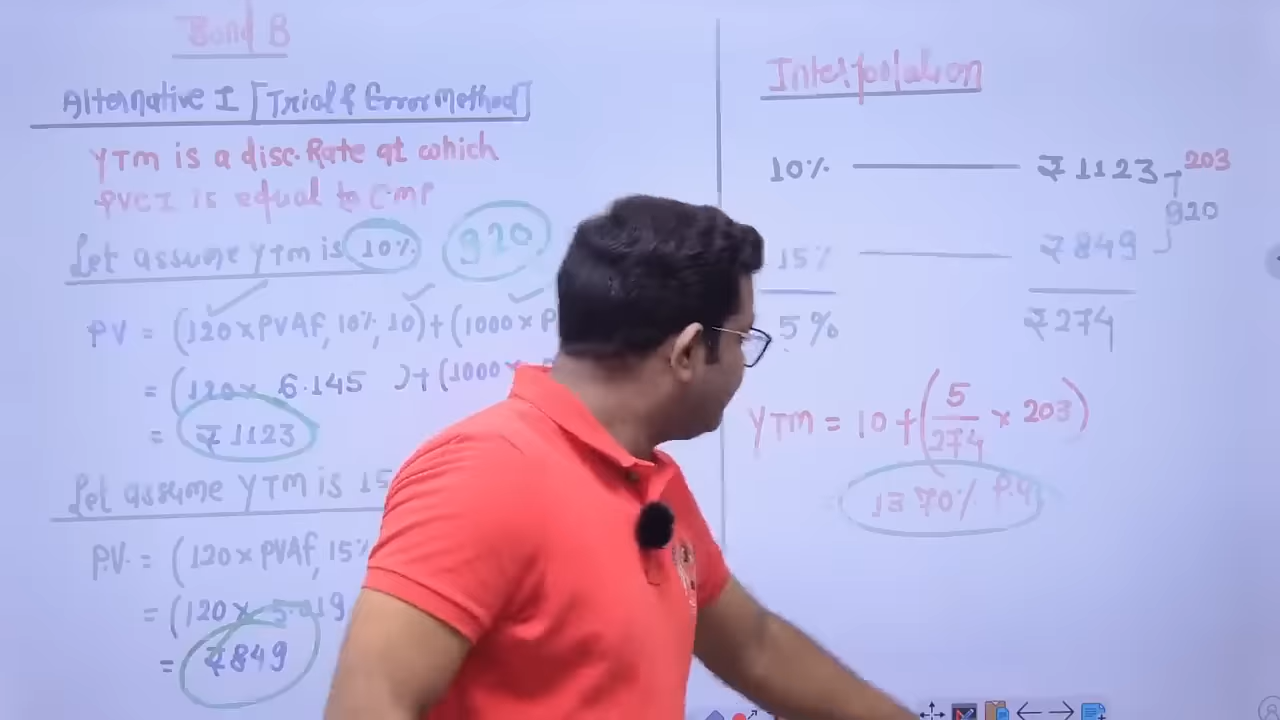 Bond B
Alternative I [Trial & Error Method]
YTM is a disc. Rate at which
PVCI is equal to CMP
Let assume YTM is 10%
920
PV = (120 x PVAF, 10%, 10) + (1000 x P
= (120 x 6.145 ) + (1000 x
= ₹ 1123
Let assume YTM is 15
P.V. = (120 x PVAF, 15%
= (120 x 5.019
= ₹ 849
Interpolation
10% ₹ 1123 203
920
15% ₹ 849
5% ₹ 274
YTM = 10 + (5/274 x 203)
13.70% P.a